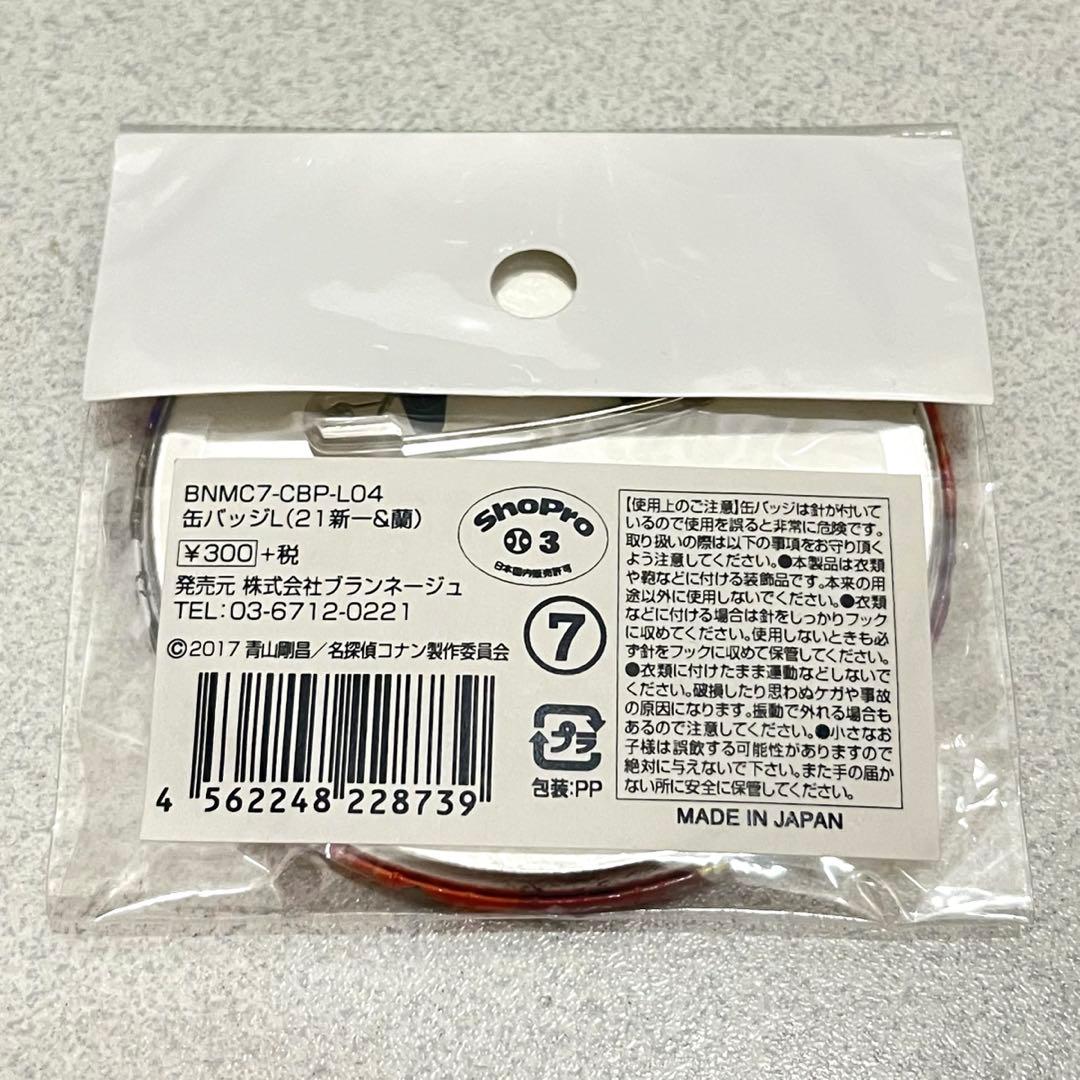 BNMC7-CBP-L04
缶バッジL(21新一&蘭)
¥300+税
発売元 株式会社ブランネージュ
TEL:03-6712-0221
©2017 青山剛昌/名探偵コナン製作委員会
4 562248 228739
ShoPro
3
日本国内販売許可
7
プラ
包装:PP
【使用上のご注意】缶バッジは針が付いて
いるので使用を誤ると非常に危険です。
取り扱いの際は以下の事項をお守り頂く
よう注意してください。●本製品は衣類
や鞄などに付ける装飾品です。本来の用
途以外に使用しないでください。●衣類
などに付ける場合は針をしっかりフック
に収めてください。使用しないときも必
ず針をフックに収めて保管してください。
●衣類に付けたまま運動などしないで
ください。破損したり思わぬケガや事故
の原因になります。振動で外れる場合も
あるので注意してください。●小さなお
子様は誤飲する可能性がありますので
絶対に与えないで下さい。また手の届か
ない所に安全に保管してください。
MADE IN JAPAN